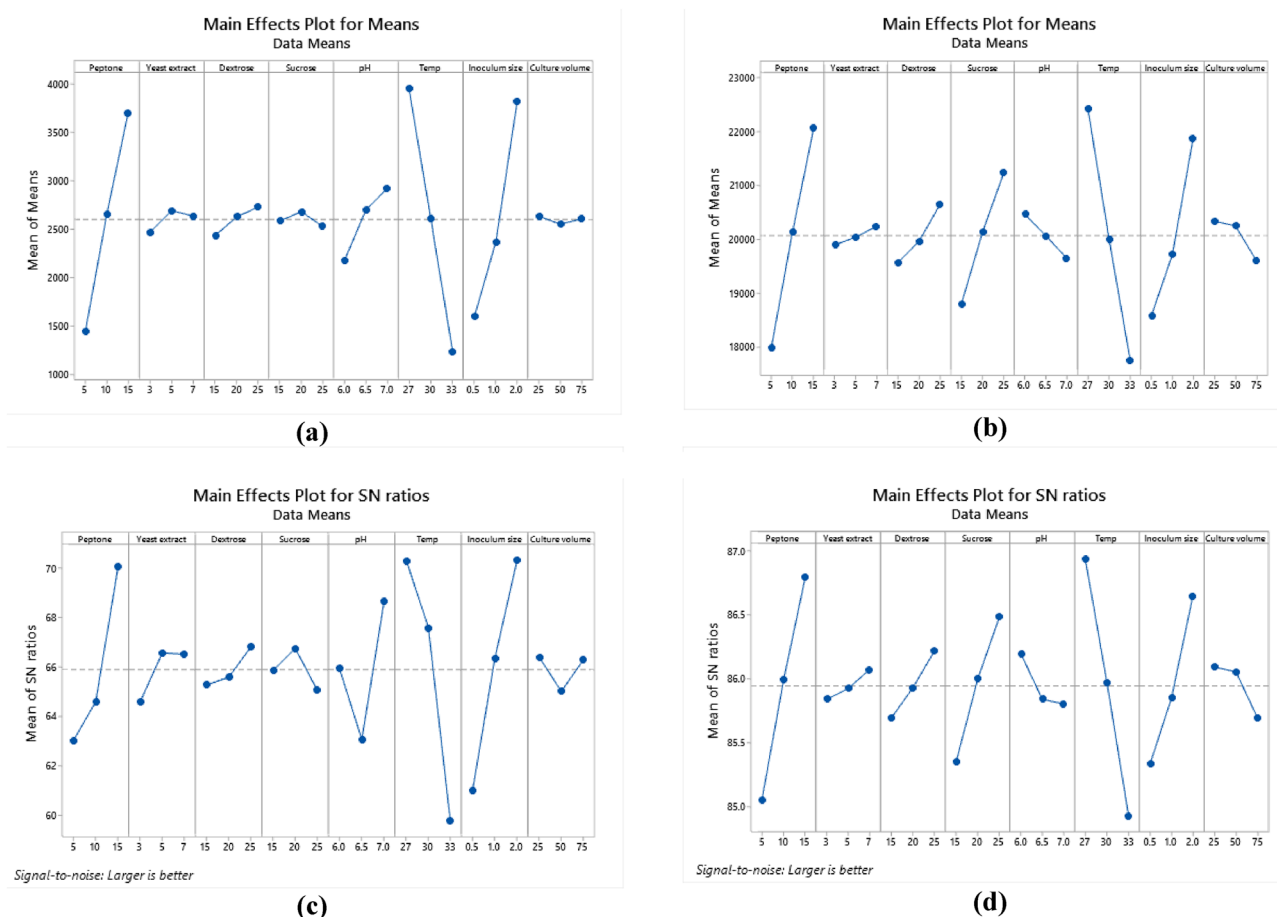 Main Effects Plot for Means
Data Means
Peptone Yeast extract Dextrose Sucrose pH Temp Inoculum size Culture volume
4000
3500
3000
2500
2000
1500
1000
Mean of Means
5 10 15 3 5 7 15 20 25 15 20 25 6.0 6.5 7.0 27 30 33 0.5 1.0 2.0 25 50 75
(a)
Main Effects Plot for Means
Data Means
Peptone Yeast extract Dextrose Sucrose pH Temp Inoculum size Culture volume
23000
22000
21000
20000
19000
18000
Mean of Means
5 10 15 3 5 7 15 20 25 15 20 25 6.0 6.5 7.0 27 30 33 0.5 1.0 2.0 25 50 75
(b)
Main Effects Plot for SN ratios
Data Means
Peptone Yeast extract Dextrose Sucrose pH Temp Inoculum size Culture volume
70
68
66
64
62
60
Mean of SN ratios
5 10 15 3 5 7 15 20 25 15 20 25 6.0 6.5 7.0 27 30 33 0.5 1.0 2.0 25 50 75
Signal-to-noise: Larger is better
(c)
Main Effects Plot for SN ratios
Data Means
Peptone Yeast extract Dextrose Sucrose pH Temp Inoculum size Culture volume
87.0
86.5
86.0
85.5
85.0
Mean of SN ratios
5 10 15 3 5 7 15 20 25 15 20 25 6.0 6.5 7.0 27 30 33 0.5 1.0 2.0 25 50 75
Signal-to-noise: Larger is better
(d)